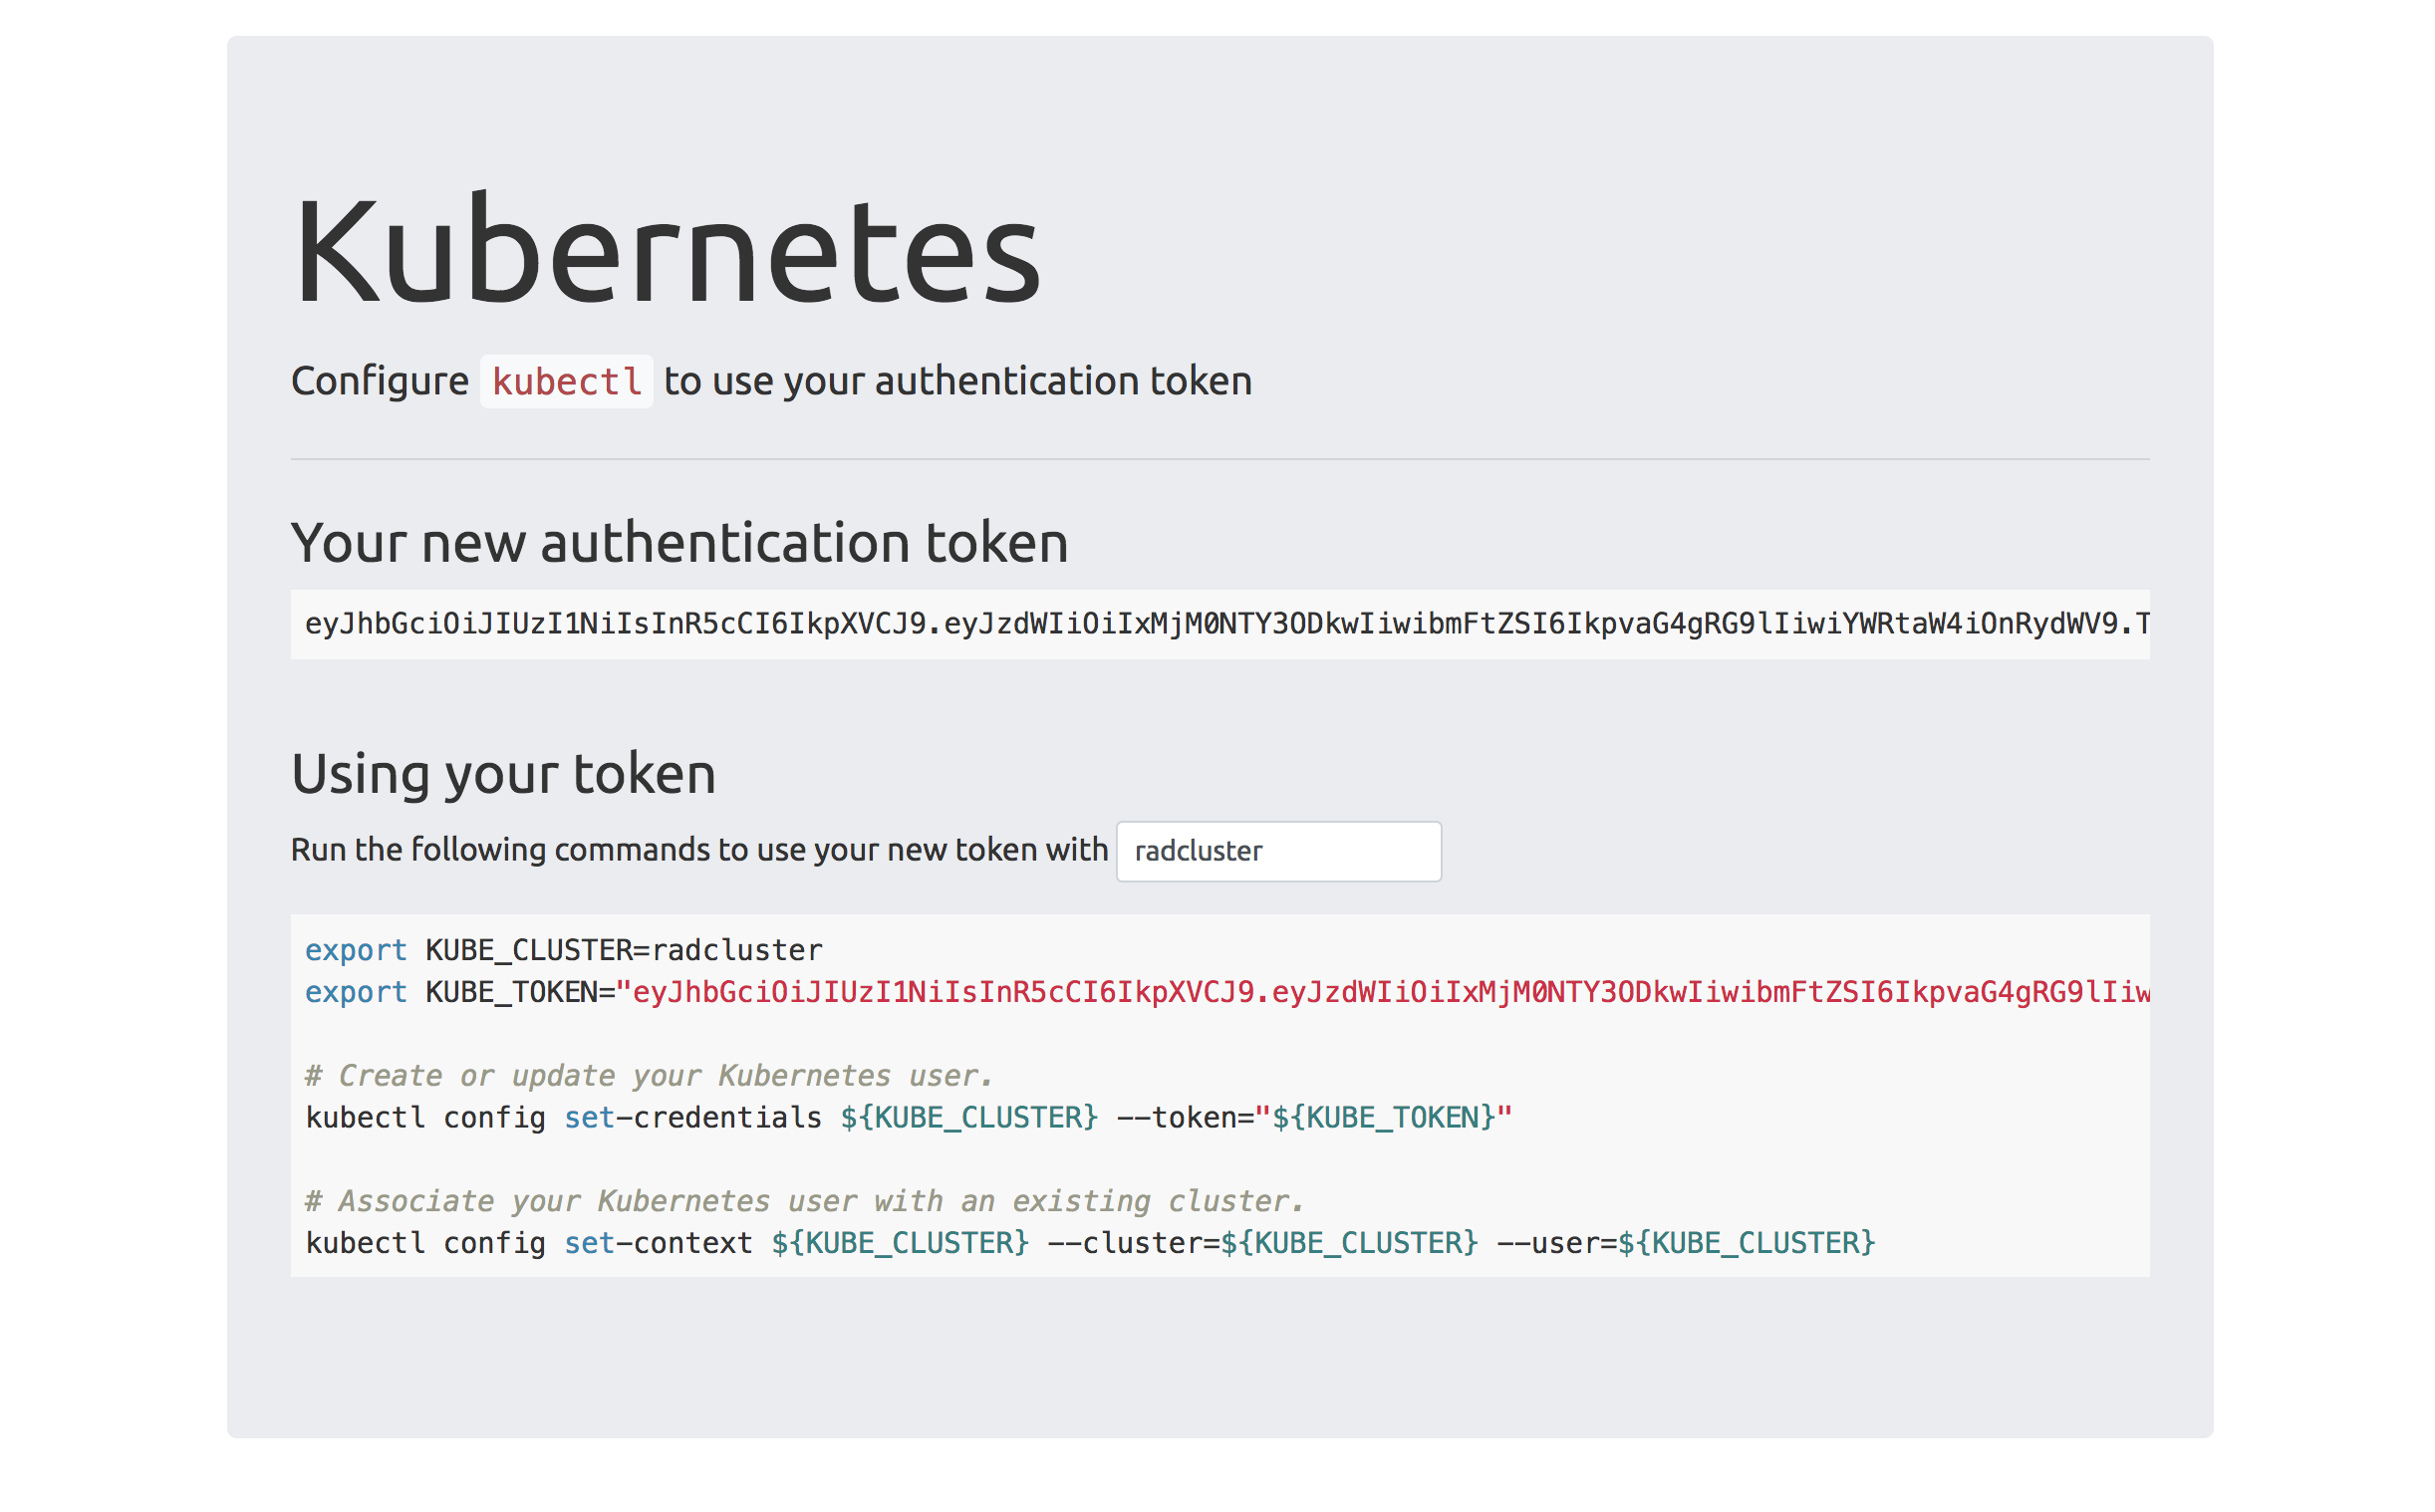 Kubernetes
Configure kubectl to use your authentication token
Your new authentication token
eyJhbGciOiJIUzI1NiIsInR5cCI6IkpXVCJ9.eyJzdWIiOiIxMjM0NTY3ODkwIiwibmFtZSI6IkpvaG4gRG9lIiwiYWRtaW4iOnRydWV9.T
Using your token
Run the following commands to use your new token with radcluster
export KUBE_CLUSTER=radcluster
export KUBE_TOKEN="eyJhbGciOiJIUzI1NiIsInR5cCI6IkpXVCJ9.eyJzdWIiOiIxMjM0NTY3ODkwIiwibmFtZSI6IkpvaG4gRG9lIiw
# Create or update your Kubernetes user.
kubectl config set-credentials ${KUBE_CLUSTER} --token="${KUBE_TOKEN}"
# Associate your Kubernetes user with an existing cluster.
kubectl config set-context ${KUBE_CLUSTER} --cluster=${KUBE_CLUSTER} --user=${KUBE_CLUSTER}